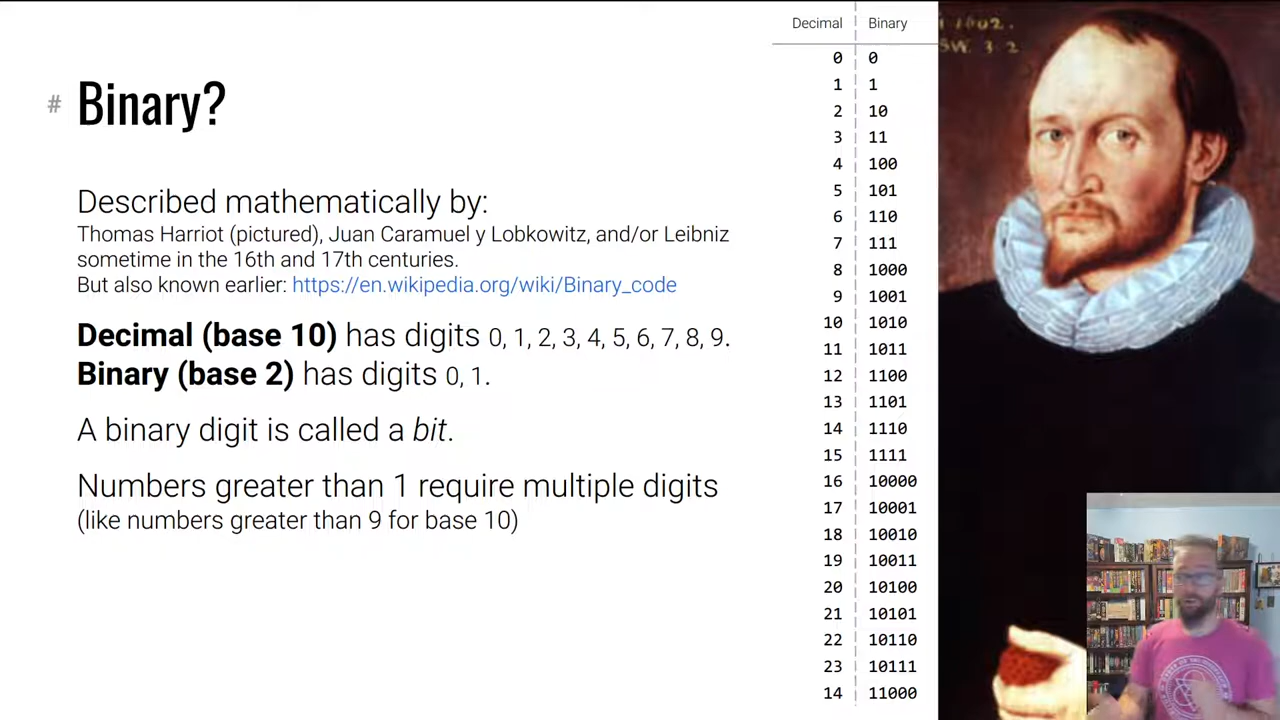 # Binary?
Described mathematically by:
Thomas Harriot (pictured), Juan Caramuel y Lobkowitz, and/or Leibniz
sometime in the 16th and 17th centuries.
But also known earlier: https://en.wikipedia.org/wiki/Binary_code
Decimal (base 10) has digits 0, 1, 2, 3, 4, 5, 6, 7, 8, 9.
Binary (base 2) has digits 0, 1.
A binary digit is called a bit.
Numbers greater than 1 require multiple digits
(like numbers greater than 9 for base 10)
Decimal Binary
0 0
1 1
2 10
3 11
4 100
5 101
6 110
7 111
8 1000
9 1001
10 1010
11 1011
12 1100
13 1101
14 1110
15 1111
16 10000
17 10001
18 10010
19 10011
20 10100
21 10101
22 10110
23 10111
14 11000
1602.
3 2